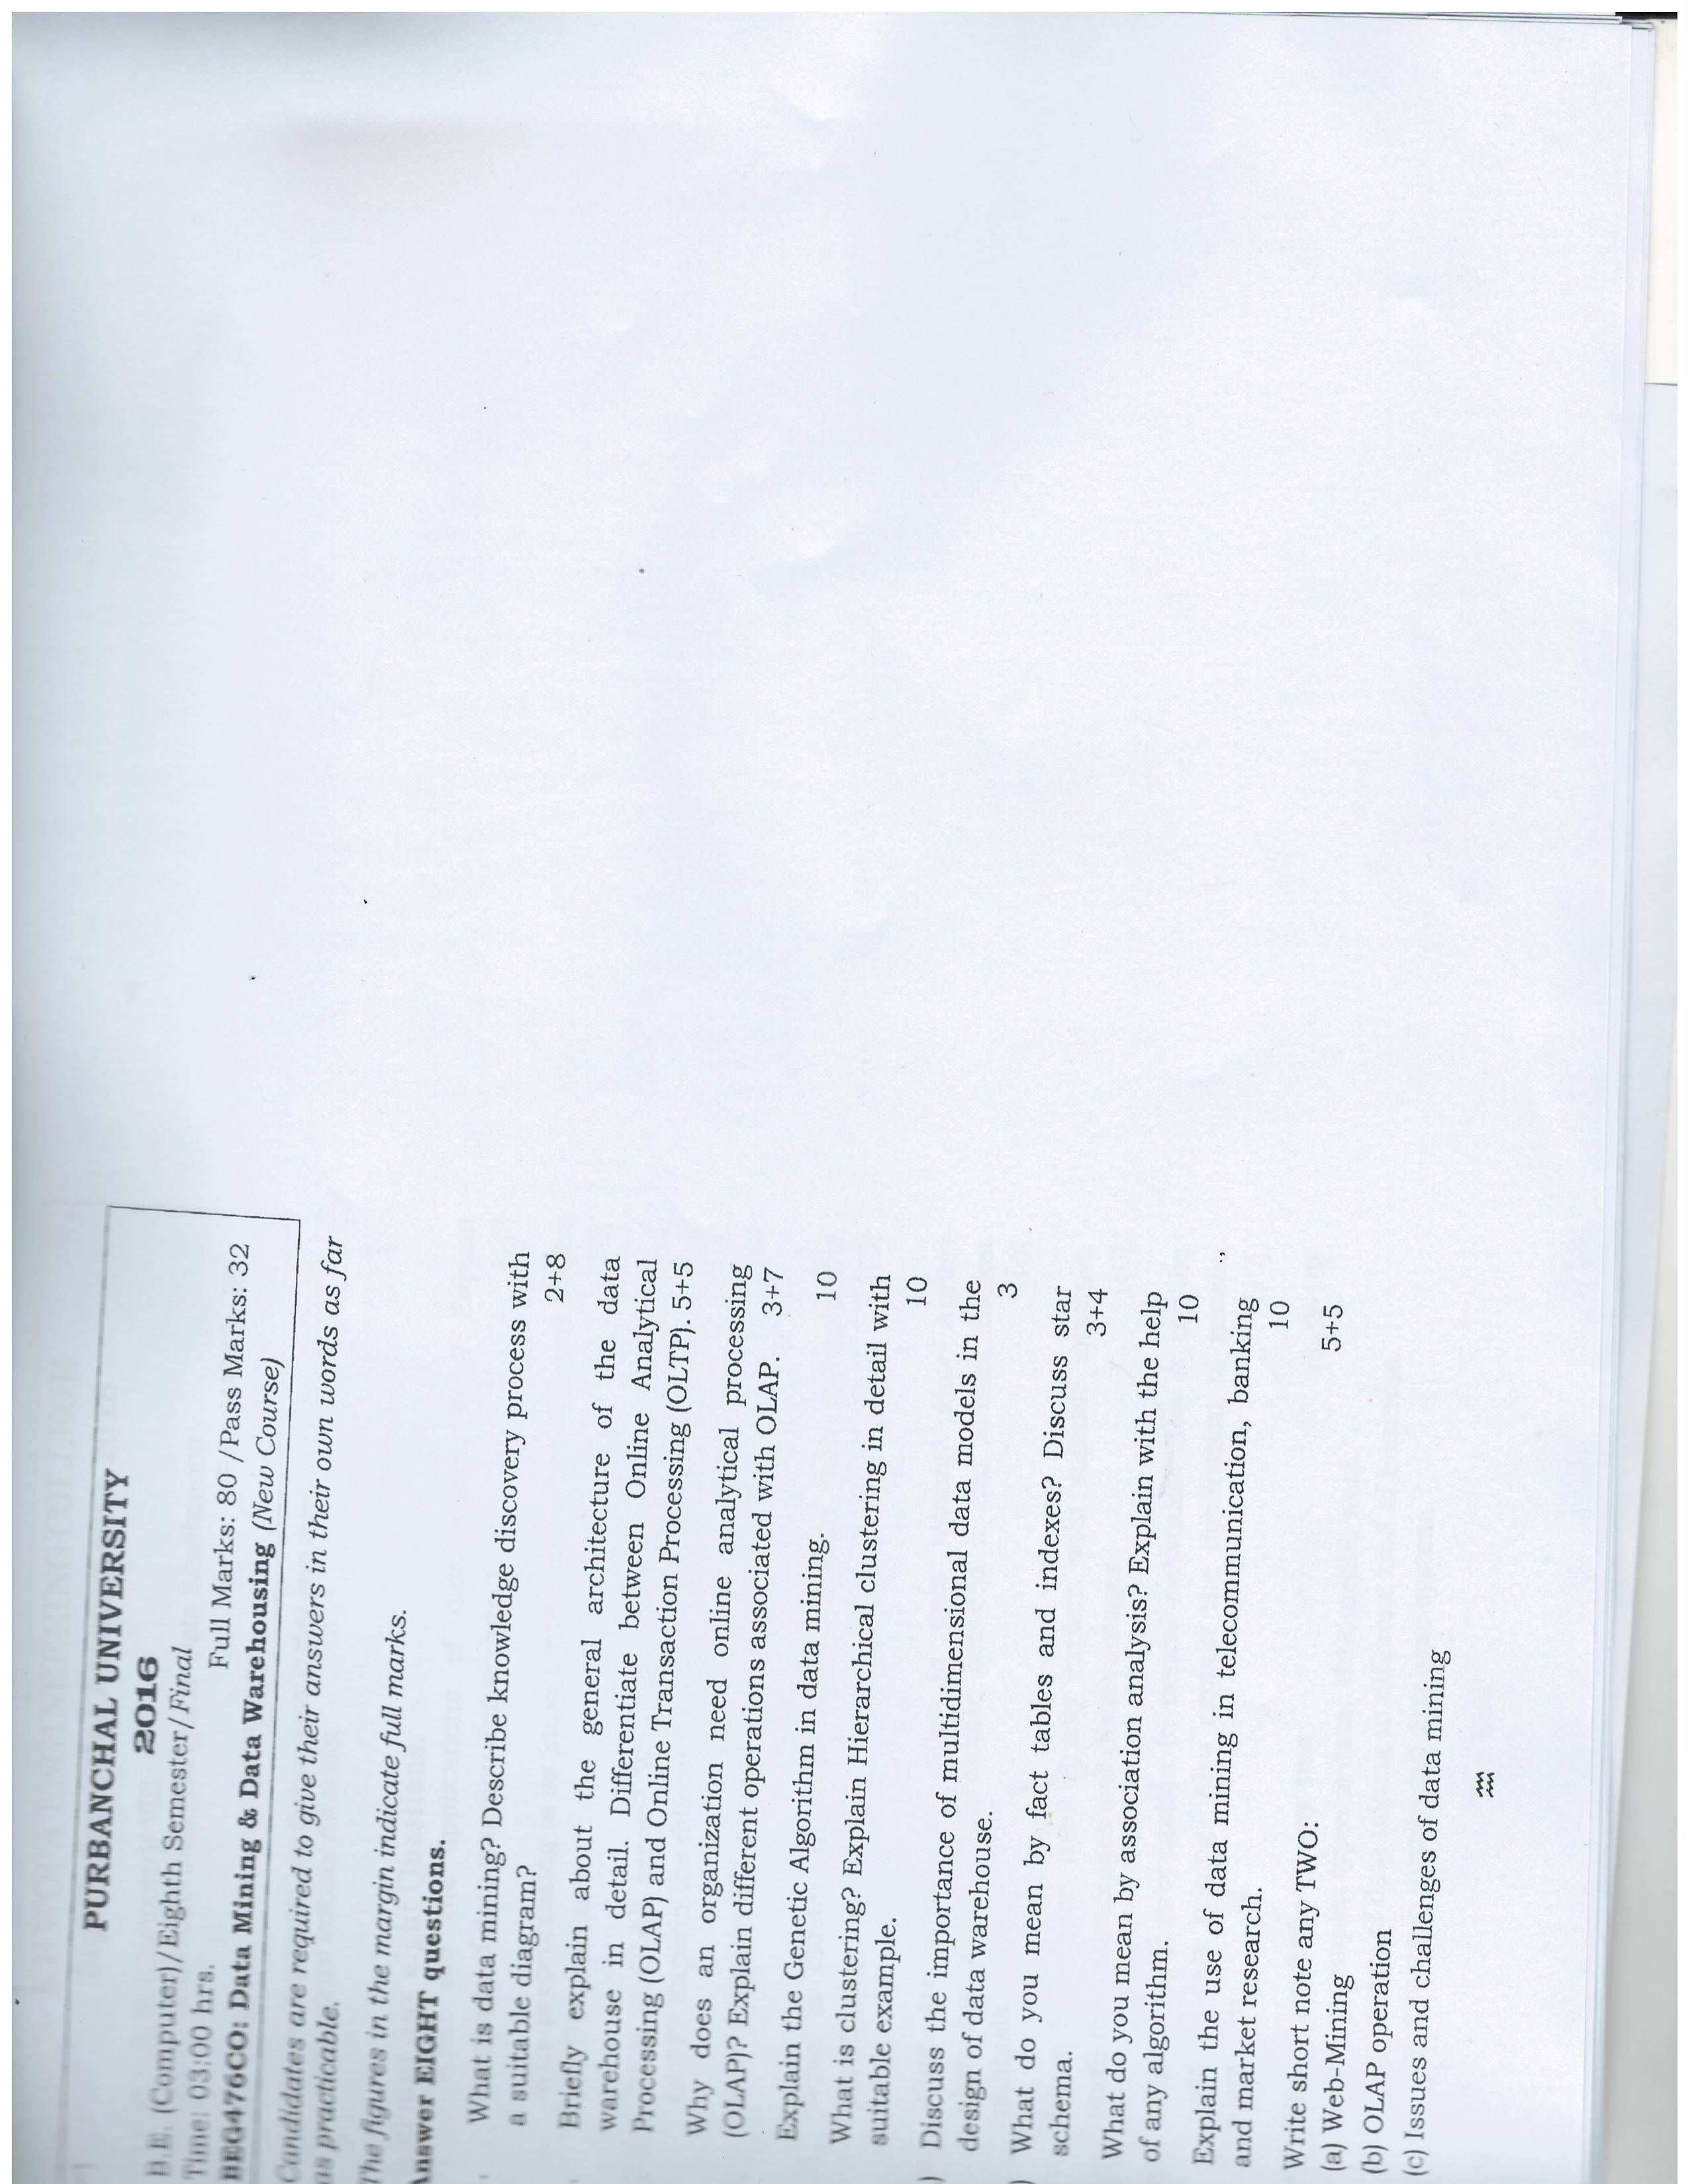 PURBANCHAL UNIVERSITY
2016
B.E. (Computer)/Eighth Semester/Final
Time: 03:00 hrs. Full Marks: 80 /Pass Marks: 32
BEG476CO: Data Mining & Data Warehousing (New Course)
Candidates are required to give their answers in their own words as far
as practicable.
The figures in the margin indicate full marks.
Answer EIGHT questions.
What is data mining? Describe knowledge discovery process with
a suitable diagram? 2+8
Briefly explain about the general architecture of the data
warehouse in detail. Differentiate between Online Analytical
Processing (OLAP) and Online Transaction Processing (OLTP). 5+5
Why does an organization need online analytical processing
(OLAP)? Explain different operations associated with OLAP. 3+7
Explain the Genetic Algorithm in data mining. 10
What is clustering? Explain Hierarchical clustering in detail with
suitable example. 10
) Discuss the importance of multidimensional data models in the
design of data warehouse. 3
) What do you mean by fact tables and indexes? Discuss star
schema. 3+4
What do you mean by association analysis? Explain with the help
of any algorithm. 10
Explain the use of data mining in telecommunication, banking
and market research. 10
Write short note any TWO: 5+5
(a) Web-Mining
(b) OLAP operation
(c) Issues and challenges of data mining